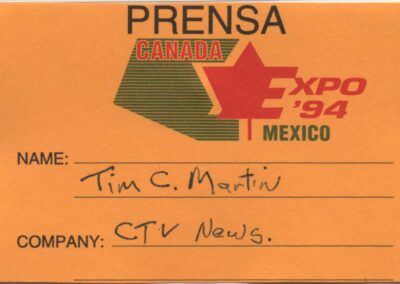 PRENSA
CANADA
EXPO
'94
MEXICO
NAME: Tim C. Martin
COMPANY: CTV News.